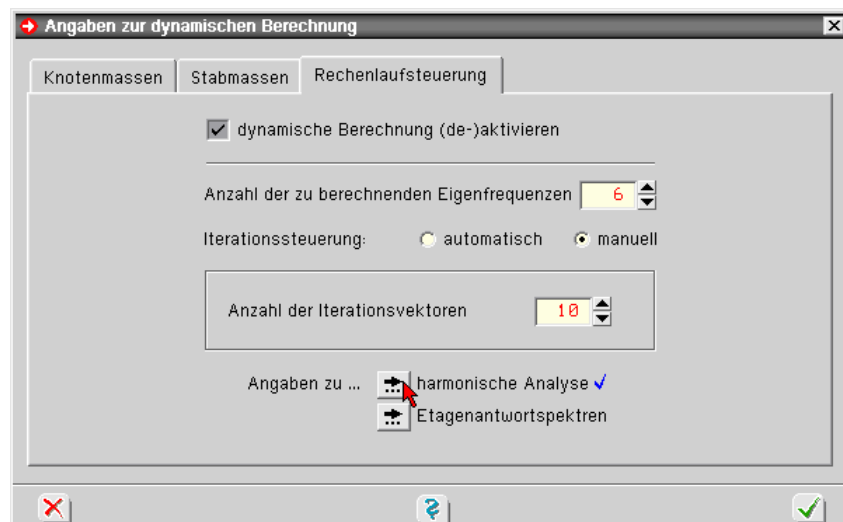 Angaben zur dynamischen Berechnung
Knotenmassen Stabmassen Rechenlaufsteuerung
dynamische Berechnung (de-)aktivieren
Anzahl der zu berechnenden Eigenfrequenzen 6
Iterationssteuerung: automatisch manuell
Anzahl der Iterationsvektoren 10
Angaben zu ... harmonische Analyse
Etagenantwortspektren